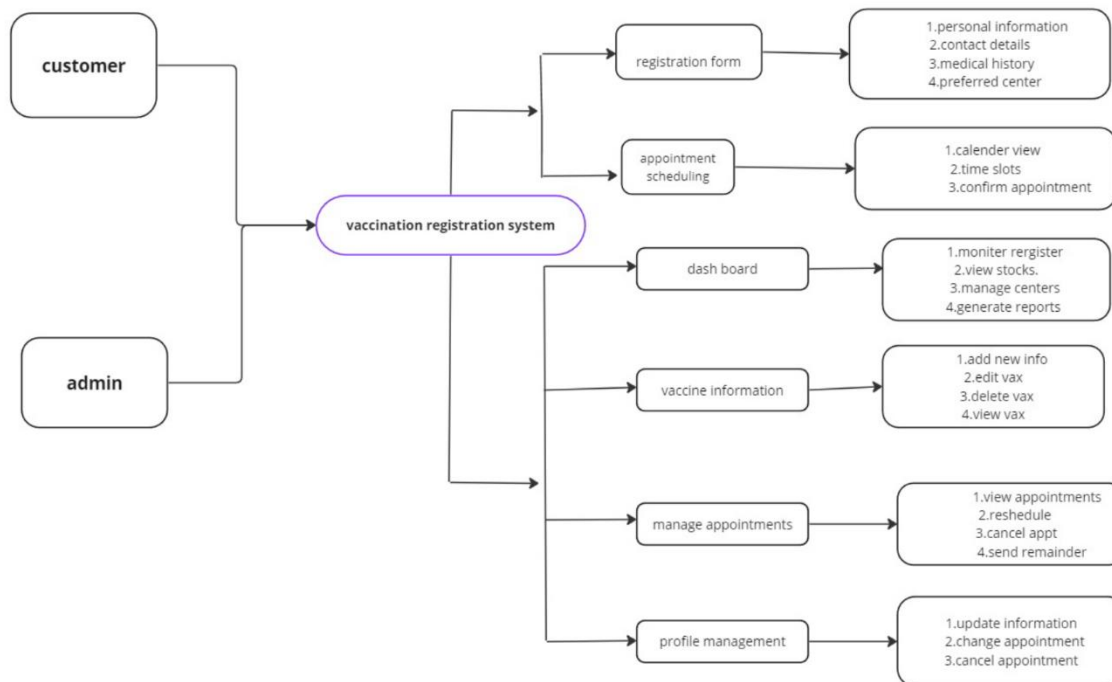 customer
admin
vaccination registration system
registration form
1.personal information
2.contact details
3.medical history
4.preferred center
appointment
scheduling
1.calender view
2.time slots
3.confirm appointment
dash board
1.moniter rergister
2.view stocks.
3.manage centers
4.generate reports
vaccine information
1.add new info
2.edit vax
3.delete vax
4.view vax
manage appointments
1.view appointments
2.reshedule
3.cancel appt
4.send remainder
profile management
1.update information
2.change appointment
3.cancel appointment